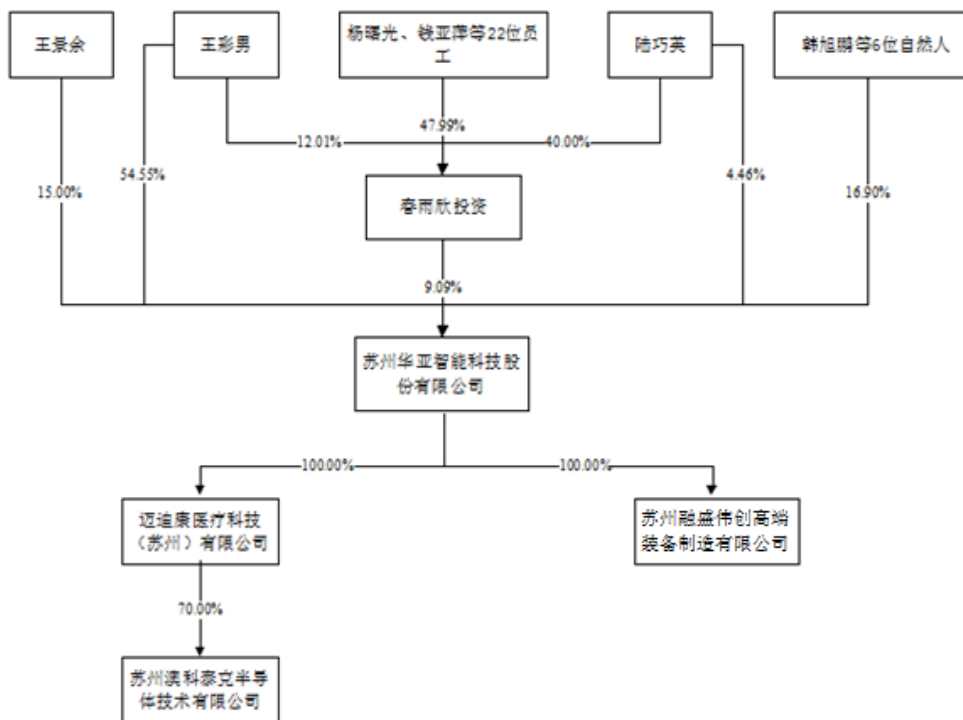 王景余
王彩男
杨曙光、钱亚萍等22位员
工
陆巧英
韩旭鹏等6位自然人
47.99%
12.01%
40.00%
15.00%
54.55%
4.46%
16.90%
春雨欣投资
9.09%
苏州华亚智能科技股
份有限公司
100.00%
100.00%
迈迪康医疗科技
（苏州）有限公司
苏州融盛伟创高端
装备制造有限公司
70.00%
苏州澳科泰克半导
体技术有限公司